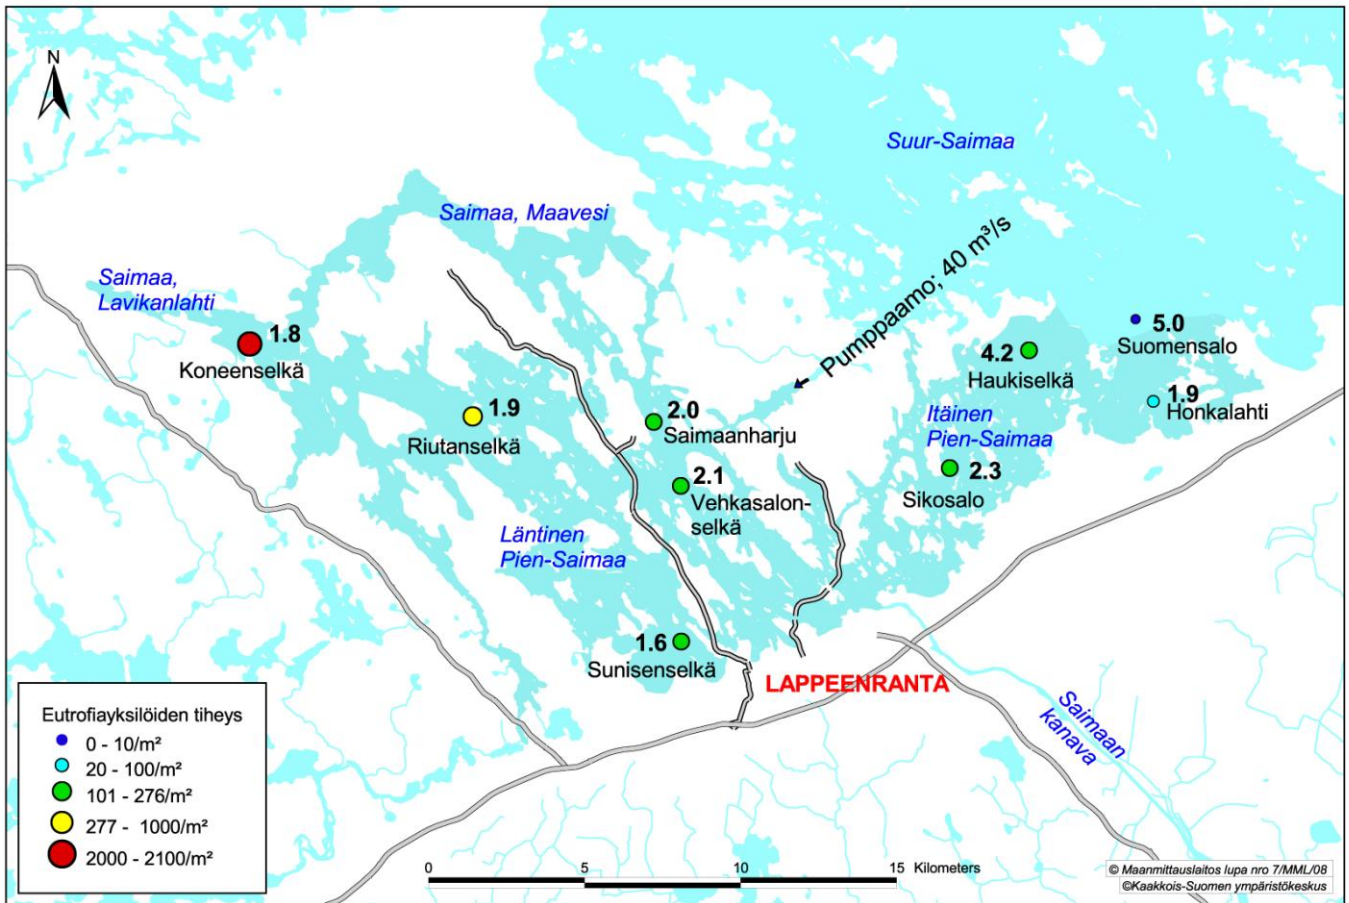 N
Suur-Saimaa
Saimaa, Maavesi
Pumppaamo; 40 m³/s
Saimaa,
Lavikanlahti
1.8
Koneenselkä
5.0
Suomensalo
4.2
Haukiselkä
1.9
Honkalahti
1.9
Riutanselkä
2.0
Saimaanharju
Itäinen
Pien-Saimaa
2.1
Vehkasalon-
selkä
2.3
Sikosalo
Läntinen
Pien-Saimaa
1.6
Sunisenselkä
LAPPEENRANTA
Saimaan
kanava
Eutrofiayksilöiden tiheys
0 - 10/m²
20 - 100/m²
101 - 276/m²
277 - 1000/m²
2000 - 2100/m²
0 5 10 15 Kilometers
© Maanmittauslaitos lupa nro 7/MML/08
©Kaakkois-Suomen ympäristökeskus